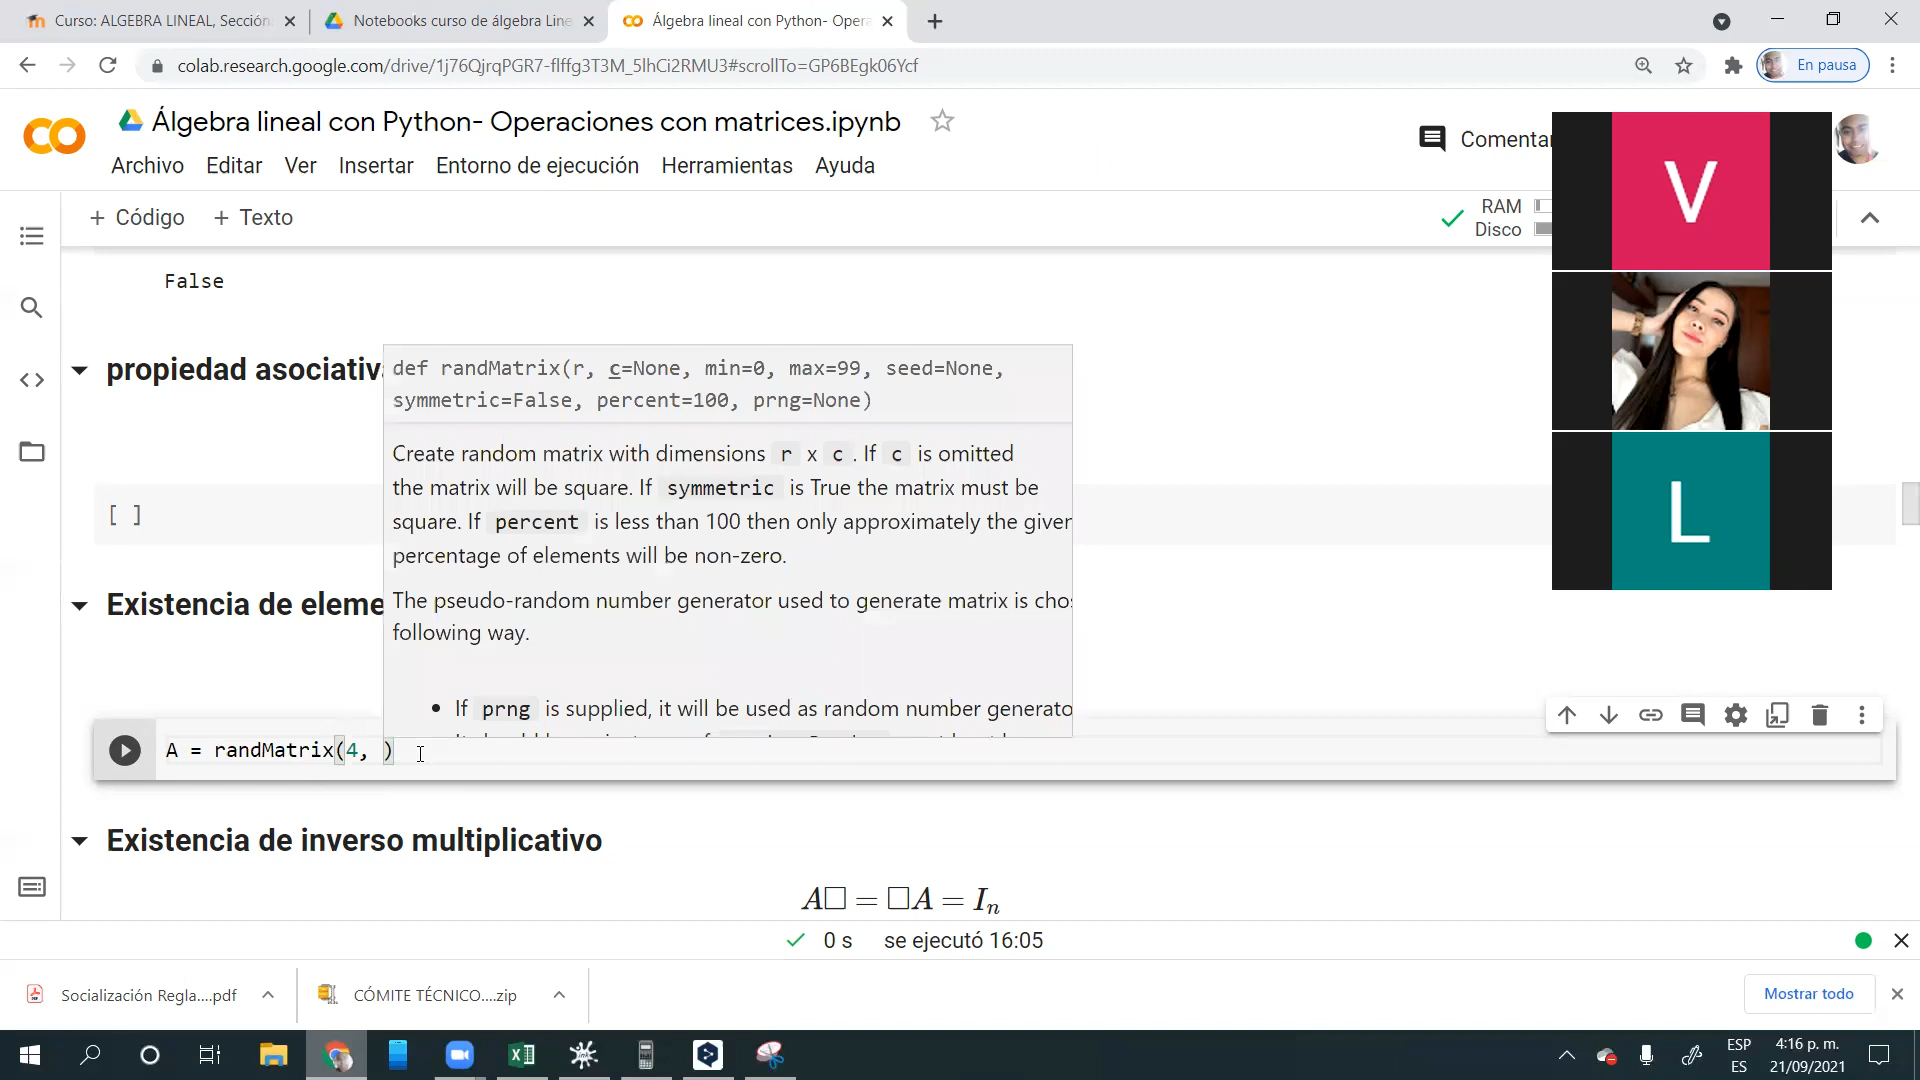 Curso: ALGEBRA LINEAL, Sección
Notebooks curso de álgebra Line
Álgebra lineal con Python- Opera
colab.research.google.com/drive/1j76QjrqPGR7-flffg3T3M_5lhCi2RMU3#scrollTo=GP6BEgk06Ycf
En pausa
Álgebra lineal con Python- Operaciones con matrices.ipynb
Comentar
Archivo Editar Ver Insertar Entorno de ejecución Herramientas Ayuda
+ Código + Texto
RAM
Disco
V
L
False
propiedad asociativa
def randMatrix(r, c=None, min=0, max=99, seed=None,
symmetric=False, percent=100, prng=None)
Create random matrix with dimensions r x c . If c is omitted
the matrix will be square. If symmetric is True the matrix must be
square. If percent is less than 100 then only approximately the given
percentage of elements will be non-zero.
The pseudo-random number generator used to generate matrix is chos
following way.
• If prng is supplied, it will be used as random number generato
[ ]
Existencia de eleme
A = randMatrix(4, )
Existencia de inverso multiplicativo
A□ = □A = Iₙ
0 s se ejecutó 16:05
Socialización Regla....pdf
CÓMITE TÉCNICO....zip
Mostrar todo
ESP
ES
4:16 p. m.
21/09/2021